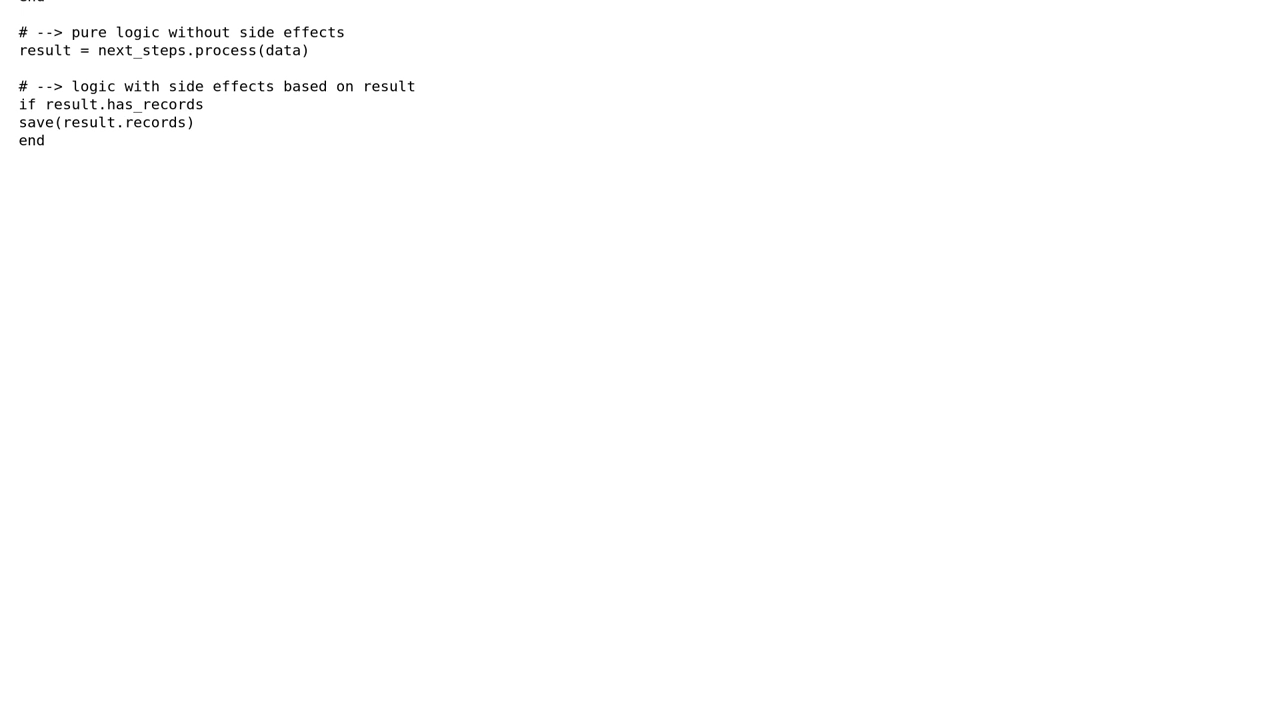 # --> pure logic without side effects
result = next_steps.process(data)
# --> logic with side effects based on result
if result.has_records
save(result.records)
end